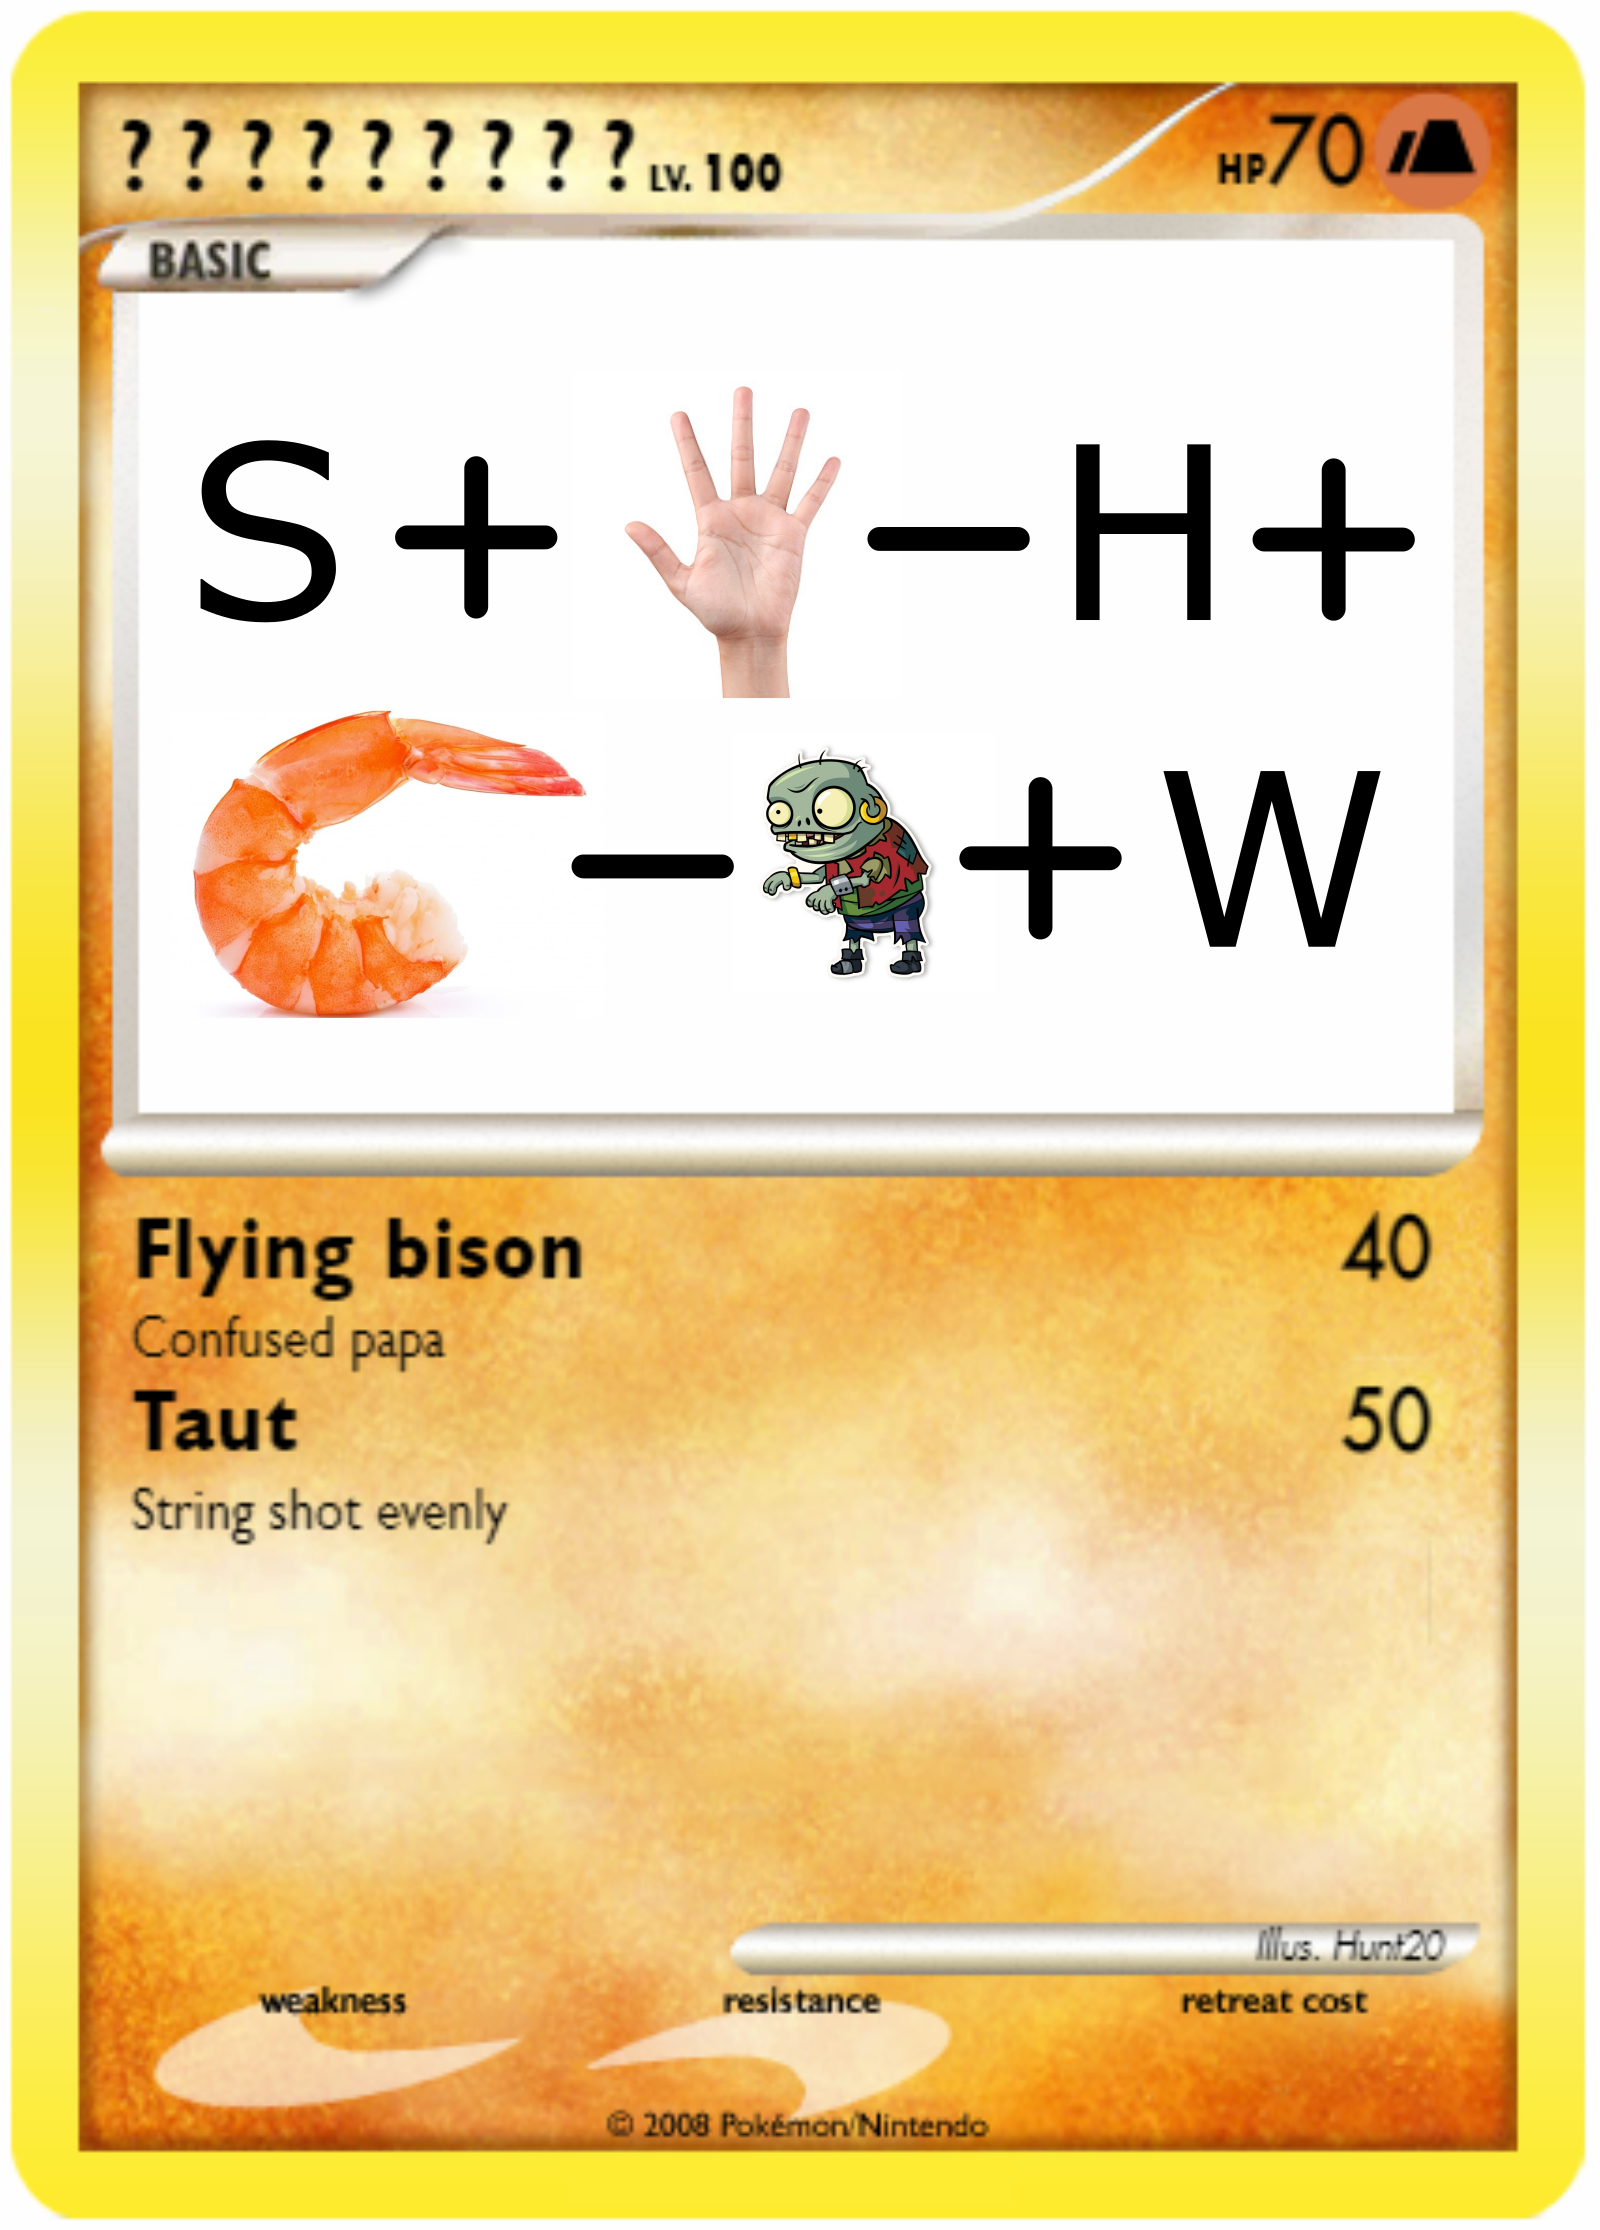 ? ? ? ? ? ? ? ? ? LV. 100 HP 70
BASIC
S + − H +
− + W
Flying bison 40
Confused papa
Taut 50
String shot evenly
Illus. Hunt20
weakness resistance retreat cost
© 2008 Pokémon/Nintendo